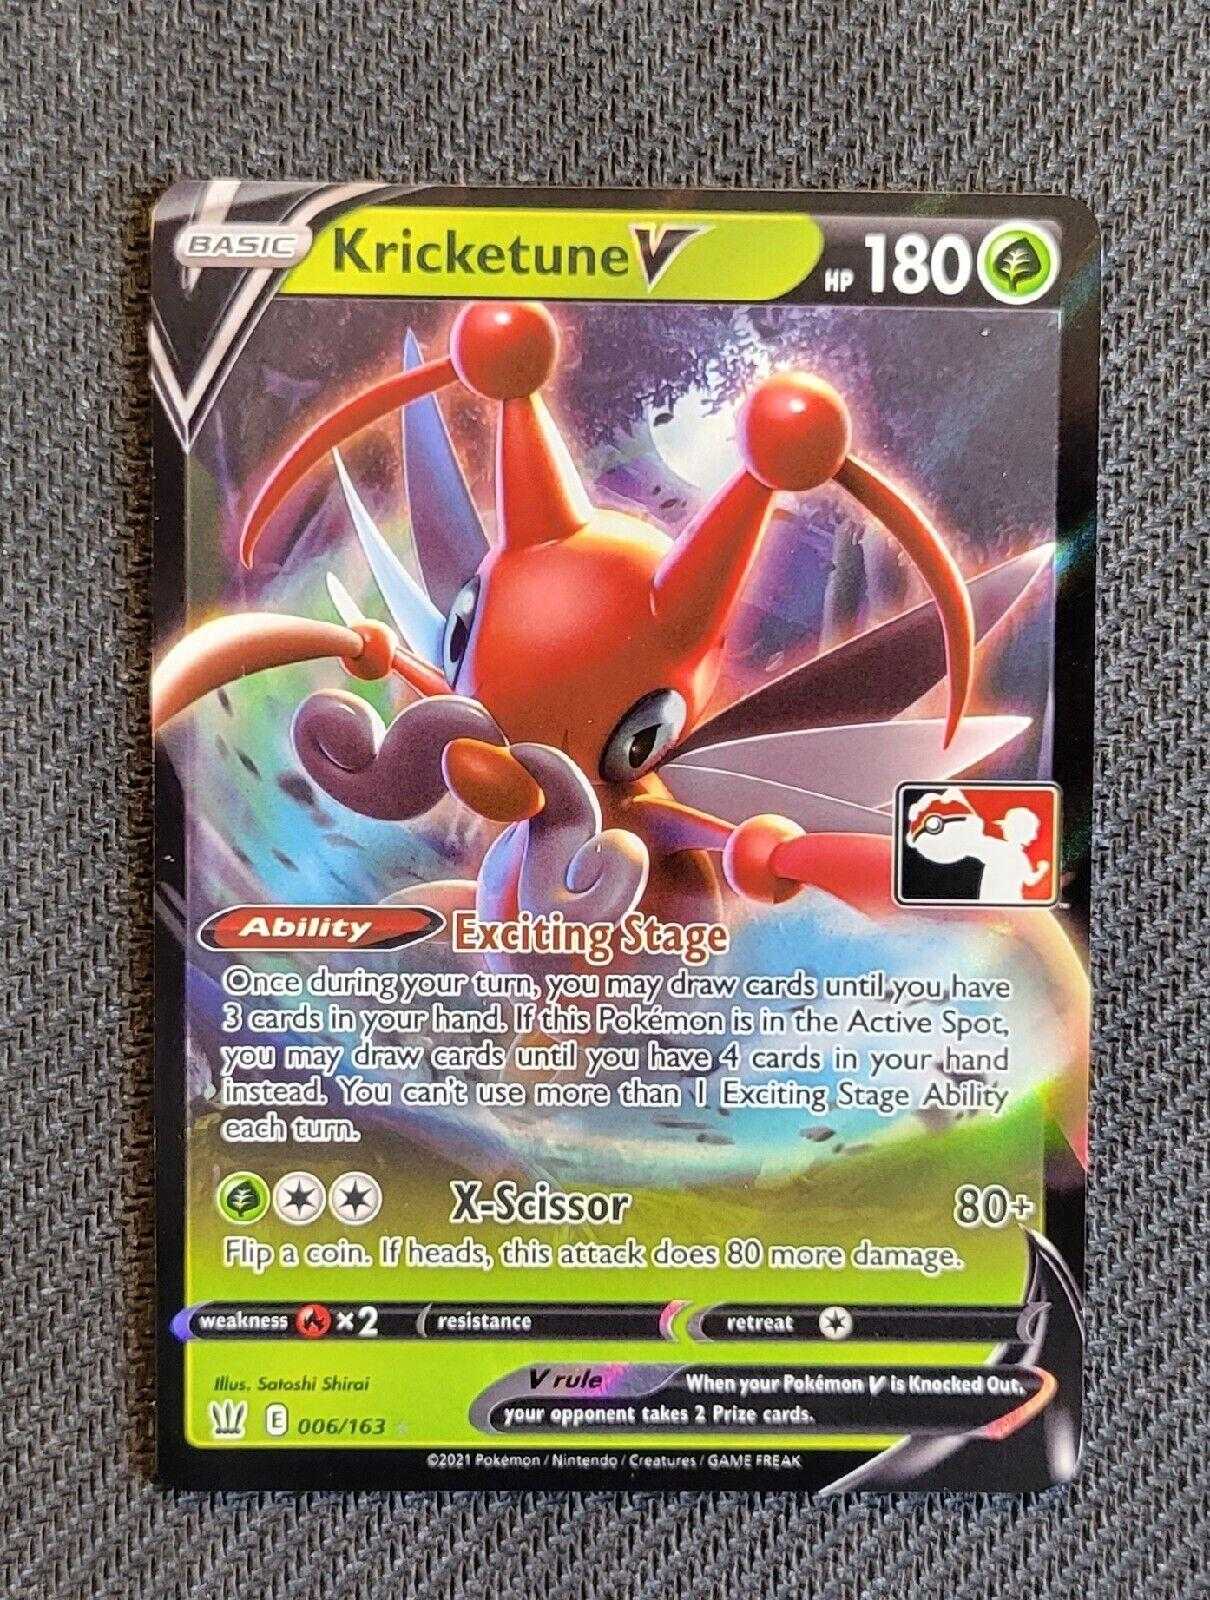 BASIC Kricketune V HP 180
Ability Exciting Stage
Once during your turn, you may draw cards until you have
3 cards in your hand. If this Pokémon is in the Active Spot,
you may draw cards until you have 4 cards in your hand
instead. You can't use more than 1 Exciting Stage Ability
each turn.
X-Scissor 80+
Flip a coin. If heads, this attack does 80 more damage.
weakness ×2 resistance retreat
Illus. Satoshi Shirai
V rule When your Pokémon V is Knocked Out,
your opponent takes 2 Prize cards.
E 006/163
©2021 Pokémon / Nintendo / Creatures / GAME FREAK